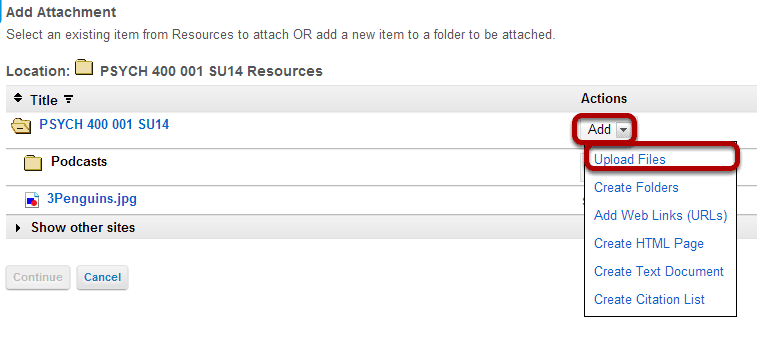 Add Attachment
Select an existing item from Resources to attach OR add a new item to a folder to be attached.
Location: PSYCH 400 001 SU14 Resources
Title Actions
PSYCH 400 001 SU14 Add
Upload Files
Podcasts
Create Folders
3Penguins.jpg
Add Web Links (URLs)
Show other sites
Create HTML Page
Create Text Document
Continue Cancel
Create Citation List